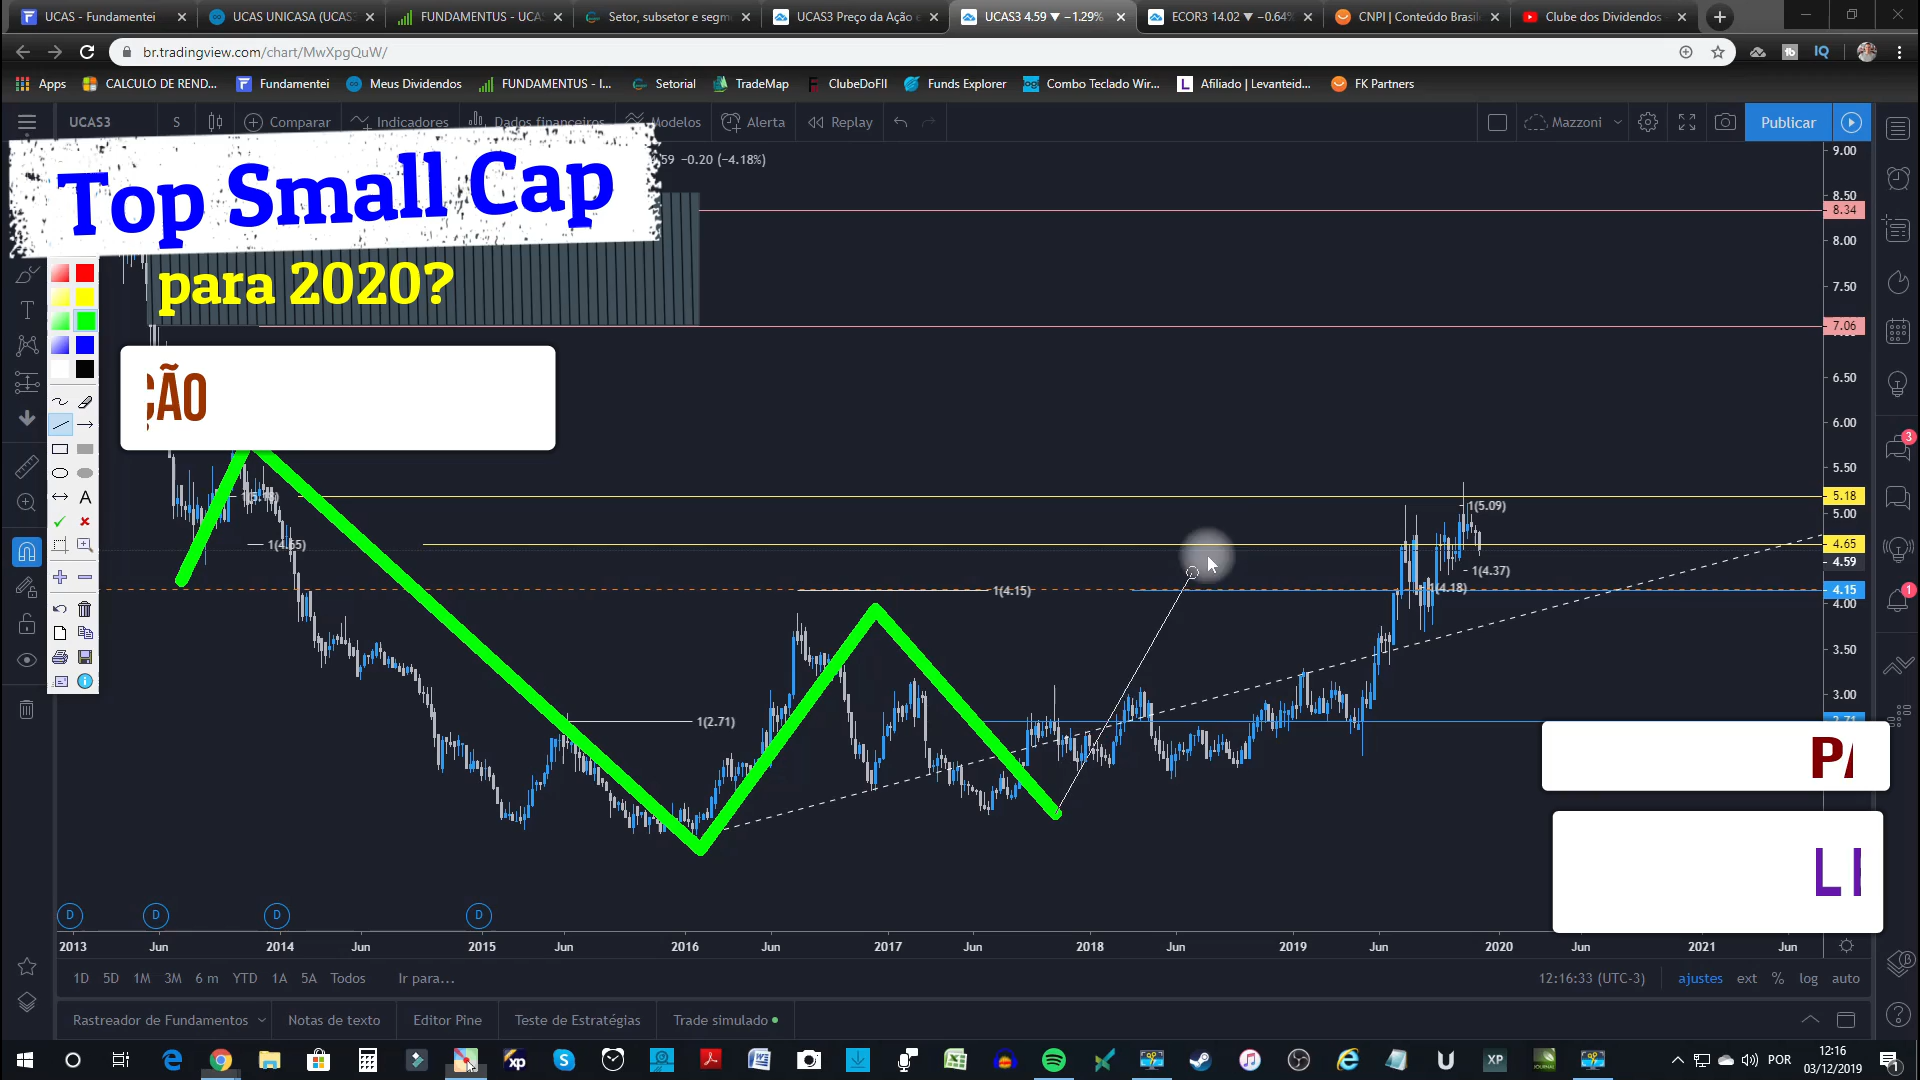 UCAS - Fundamentei
UCAS UNICASA (UCAS
FUNDAMENTUS - UCA
Setor, subsetor e segm
UCAS3 Preço da Ação e
UCAS3 4.59 ▼ −1.29%
ECOR3 14.02 ▼ −0.64%
CNPI | Conteúdo Brasil
Clube dos Dividendos
br.tradingview.com/chart/MwXpgQuW/
Apps
CALCULO DE REND...
Fundamentei
Meus Dividendos
FUNDAMENTUS - I...
Setorial
TradeMap
ClubeDoFII
Funds Explorer
Combo Teclado Wir...
Afiliado | Levanteid...
FK Partners
UCAS3
S
Comparar
Indicadores
Dados financeiros
Modelos
Alerta
Replay
Mazzoni
Publicar
59 −0.20 (−4.18%)
Top Small Cap
para 2020?
ÇÃO
9.00
8.50
8.34
8.00
7.50
7.06
6.50
6.00
5.50
5.18
5.00
4.65
4.59
4.15
4.00
3.50
3.00
2.71
1(4.65)
1(4.15)
1(2.71)
1(5.09)
1(4.37)
1(4.18)
PA
LI
D
D
D
D
2013
Jun
2014
Jun
2015
Jun
2016
Jun
2017
Jun
2018
Jun
2019
Jun
2020
Jun
2021
Jun
1D
5D
1M
3M
6 m
YTD
1A
5A
Todos
Ir para...
12:16:33 (UTC-3)
ajustes
ext
%
log
auto
Rastreador de Fundamentos
Notas de texto
Editor Pine
Teste de Estratégias
Trade simulado
POR
12:16
03/12/2019